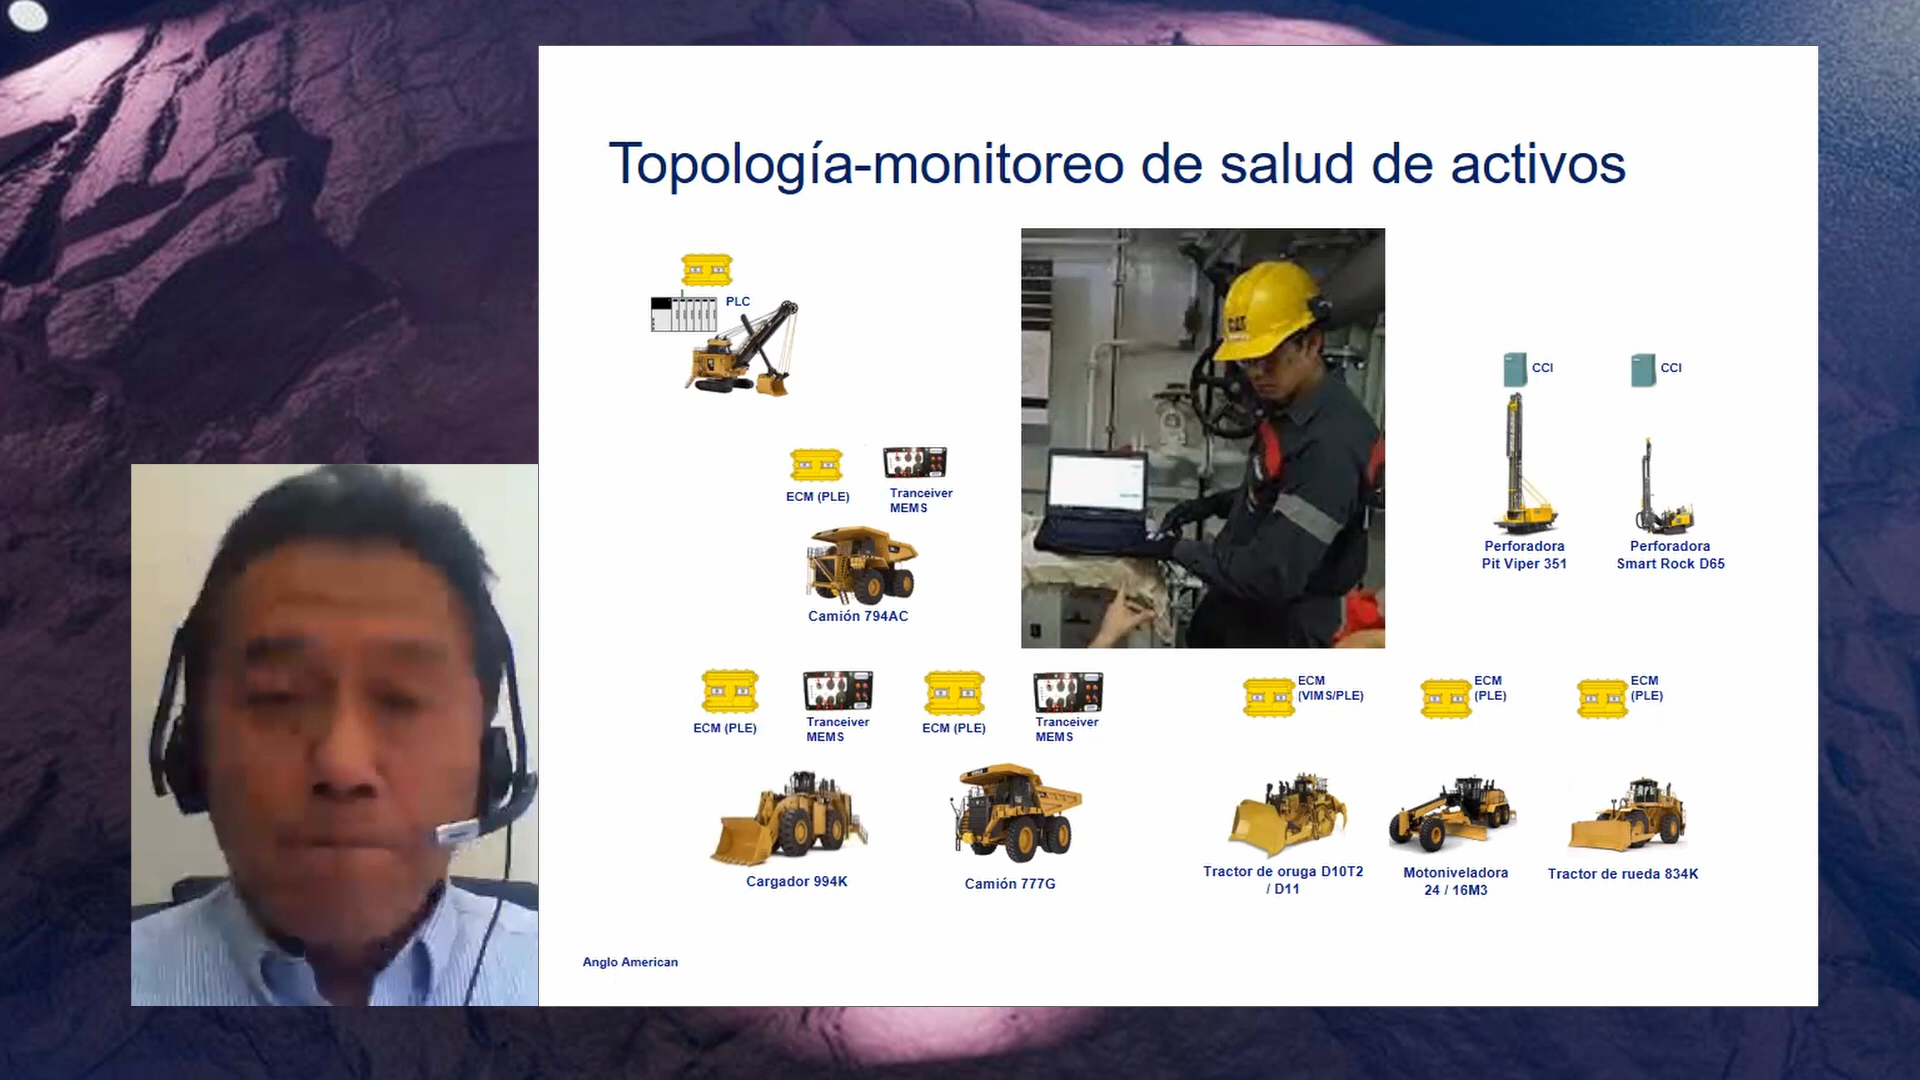 Topología-monitoreo de salud de activos
PLC
ECM (PLE)
Tranceiver
MEMS
Camión 794AC
CAT
CCI
CCI
Perforadora
Pit Viper 351
Perforadora
Smart Rock D65
ECM (PLE)
Tranceiver
MEMS
ECM (PLE)
Tranceiver
MEMS
ECM
(VIMS/PLE)
ECM
(PLE)
ECM
(PLE)
Cargador 994K
Camión 777G
Tractor de oruga D10T2
/ D11
Motoniveladora
24 / 16M3
Tractor de rueda 834K
Anglo American